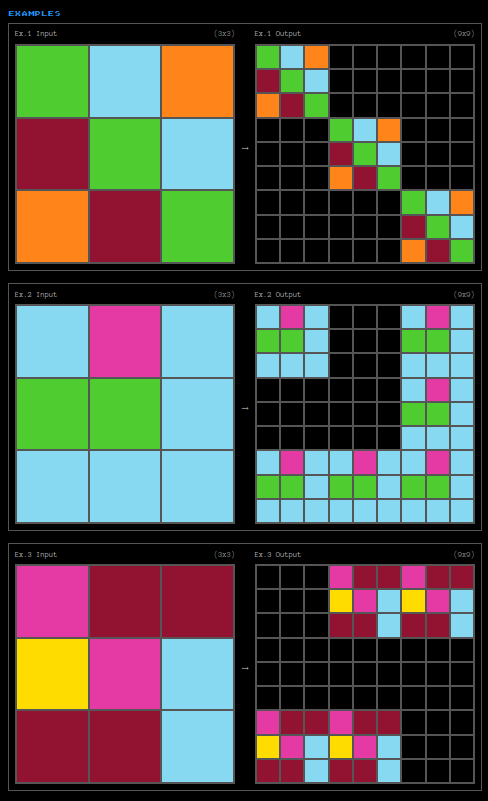 EXAMPLES
Ex.1 Input (3x3) Ex.1 Output (9x9)
→
Ex.2 Input (3x3) Ex.2 Output (9x9)
→
Ex.3 Input (3x3) Ex.3 Output (9x9)
→